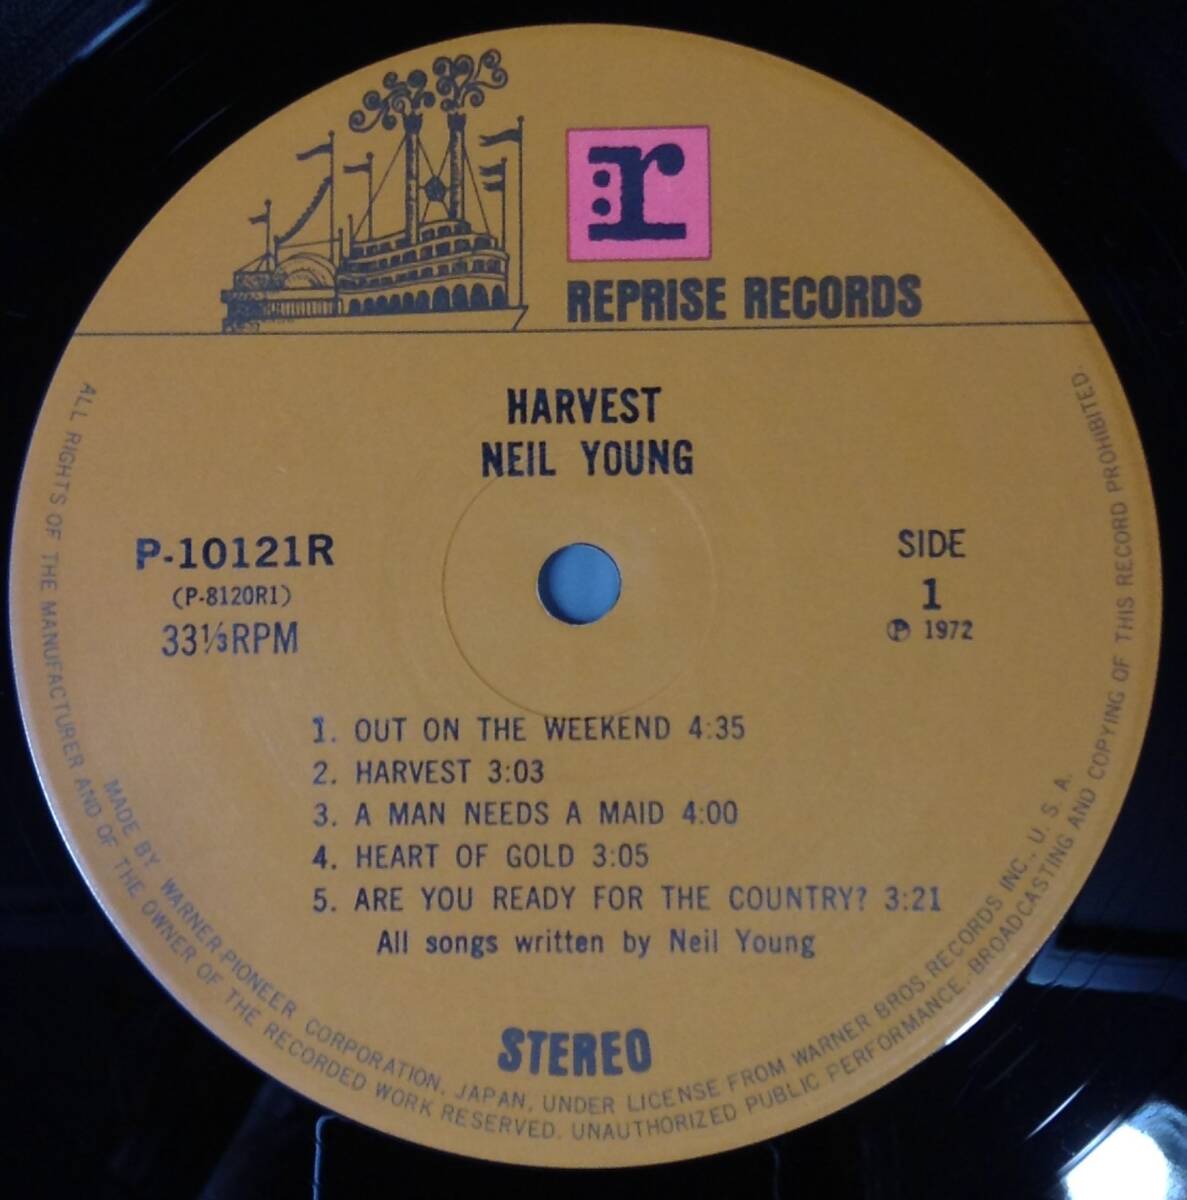 :r
REPRISE RECORDS
HARVEST
NEIL YOUNG
P-10121R
(P-8120R1)
33⅓RPM
SIDE
1
Ⓟ 1972
1. OUT ON THE WEEKEND 4:35
2. HARVEST 3:03
3. A MAN NEEDS A MAID 4:00
4. HEART OF GOLD 3:05
5. ARE YOU READY FOR THE COUNTRY? 3:21
All songs written by Neil Young
STEREO
MADE BY WARNER-PIONEER CORPORATION, JAPAN, UNDER LICENSE FROM WARNER BROS. RECORDS INC., U. S. A.
ALL RIGHTS OF THE MANUFACTURER AND OF THE OWNER OF THE RECORDED WORK RESERVED. UNAUTHORIZED PUBLIC PERFORMANCE. BROADCASTING AND COPYING OF THIS RECORD PROHIBITED.